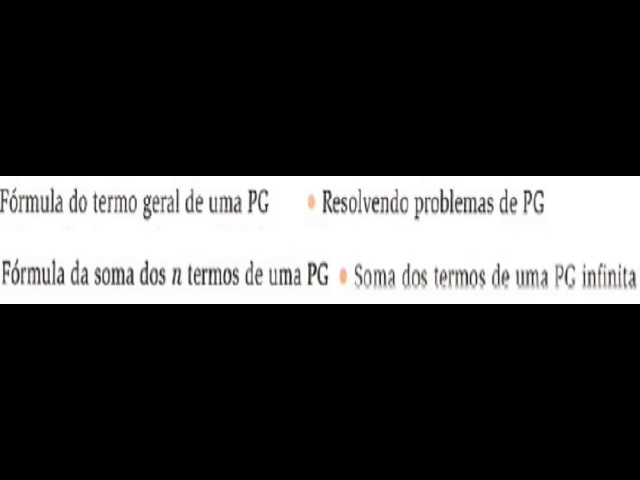 Fórmula do termo geral de uma PG • Resolvendo problemas de PG
Fórmula da soma dos n termos de uma PG • Soma dos termos de uma PG infinita